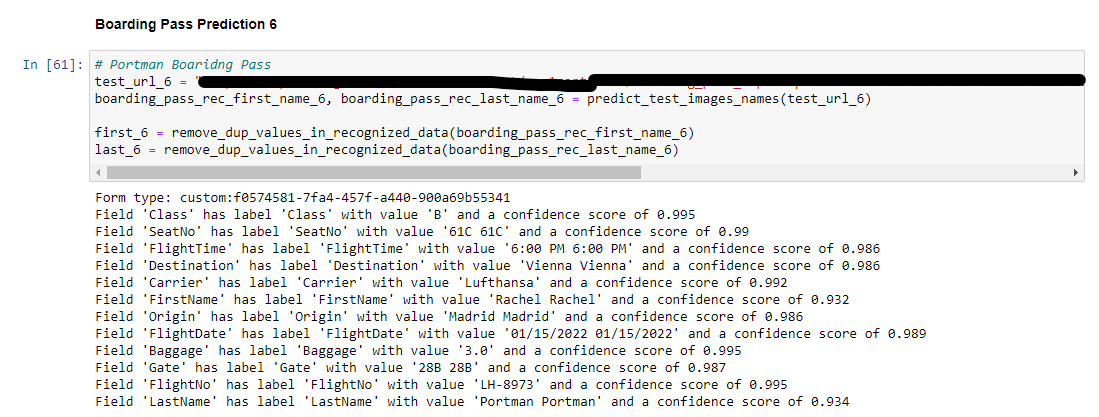 Boarding Pass Prediction 6
In [61]: # Portman Boaridng Pass
test_url_6 = "
boarding_pass_rec_first_name_6, boarding_pass_rec_last_name_6 = predict_test_images_names(test_url_6)
first_6 = remove_dup_values_in_recognized_data(boarding_pass_rec_first_name_6)
last_6 = remove_dup_values_in_recognized_data(boarding_pass_rec_last_name_6)
Form type: custom:f0574581-7fa4-457f-a440-900a69b55341
Field 'Class' has label 'Class' with value 'B' and a confidence score of 0.995
Field 'SeatNo' has label 'SeatNo' with value '61C 61C' and a confidence score of 0.99
Field 'FlightTime' has label 'FlightTime' with value '6:00 PM 6:00 PM' and a confidence score of 0.986
Field 'Destination' has label 'Destination' with value 'Vienna Vienna' and a confidence score of 0.986
Field 'Carrier' has label 'Carrier' with value 'Lufthansa' and a confidence score of 0.992
Field 'FirstName' has label 'FirstName' with value 'Rachel Rachel' and a confidence score of 0.932
Field 'Origin' has label 'Origin' with value 'Madrid Madrid' and a confidence score of 0.986
Field 'FlightDate' has label 'FlightDate' with value '01/15/2022 01/15/2022' and a confidence score of 0.989
Field 'Baggage' has label 'Baggage' with value '3.0' and a confidence score of 0.995
Field 'Gate' has label 'Gate' with value '28B 28B' and a confidence score of 0.987
Field 'FlightNo' has label 'FlightNo' with value 'LH-8973' and a confidence score of 0.995
Field 'LastName' has label 'LastName' with value 'Portman Portman' and a confidence score of 0.934